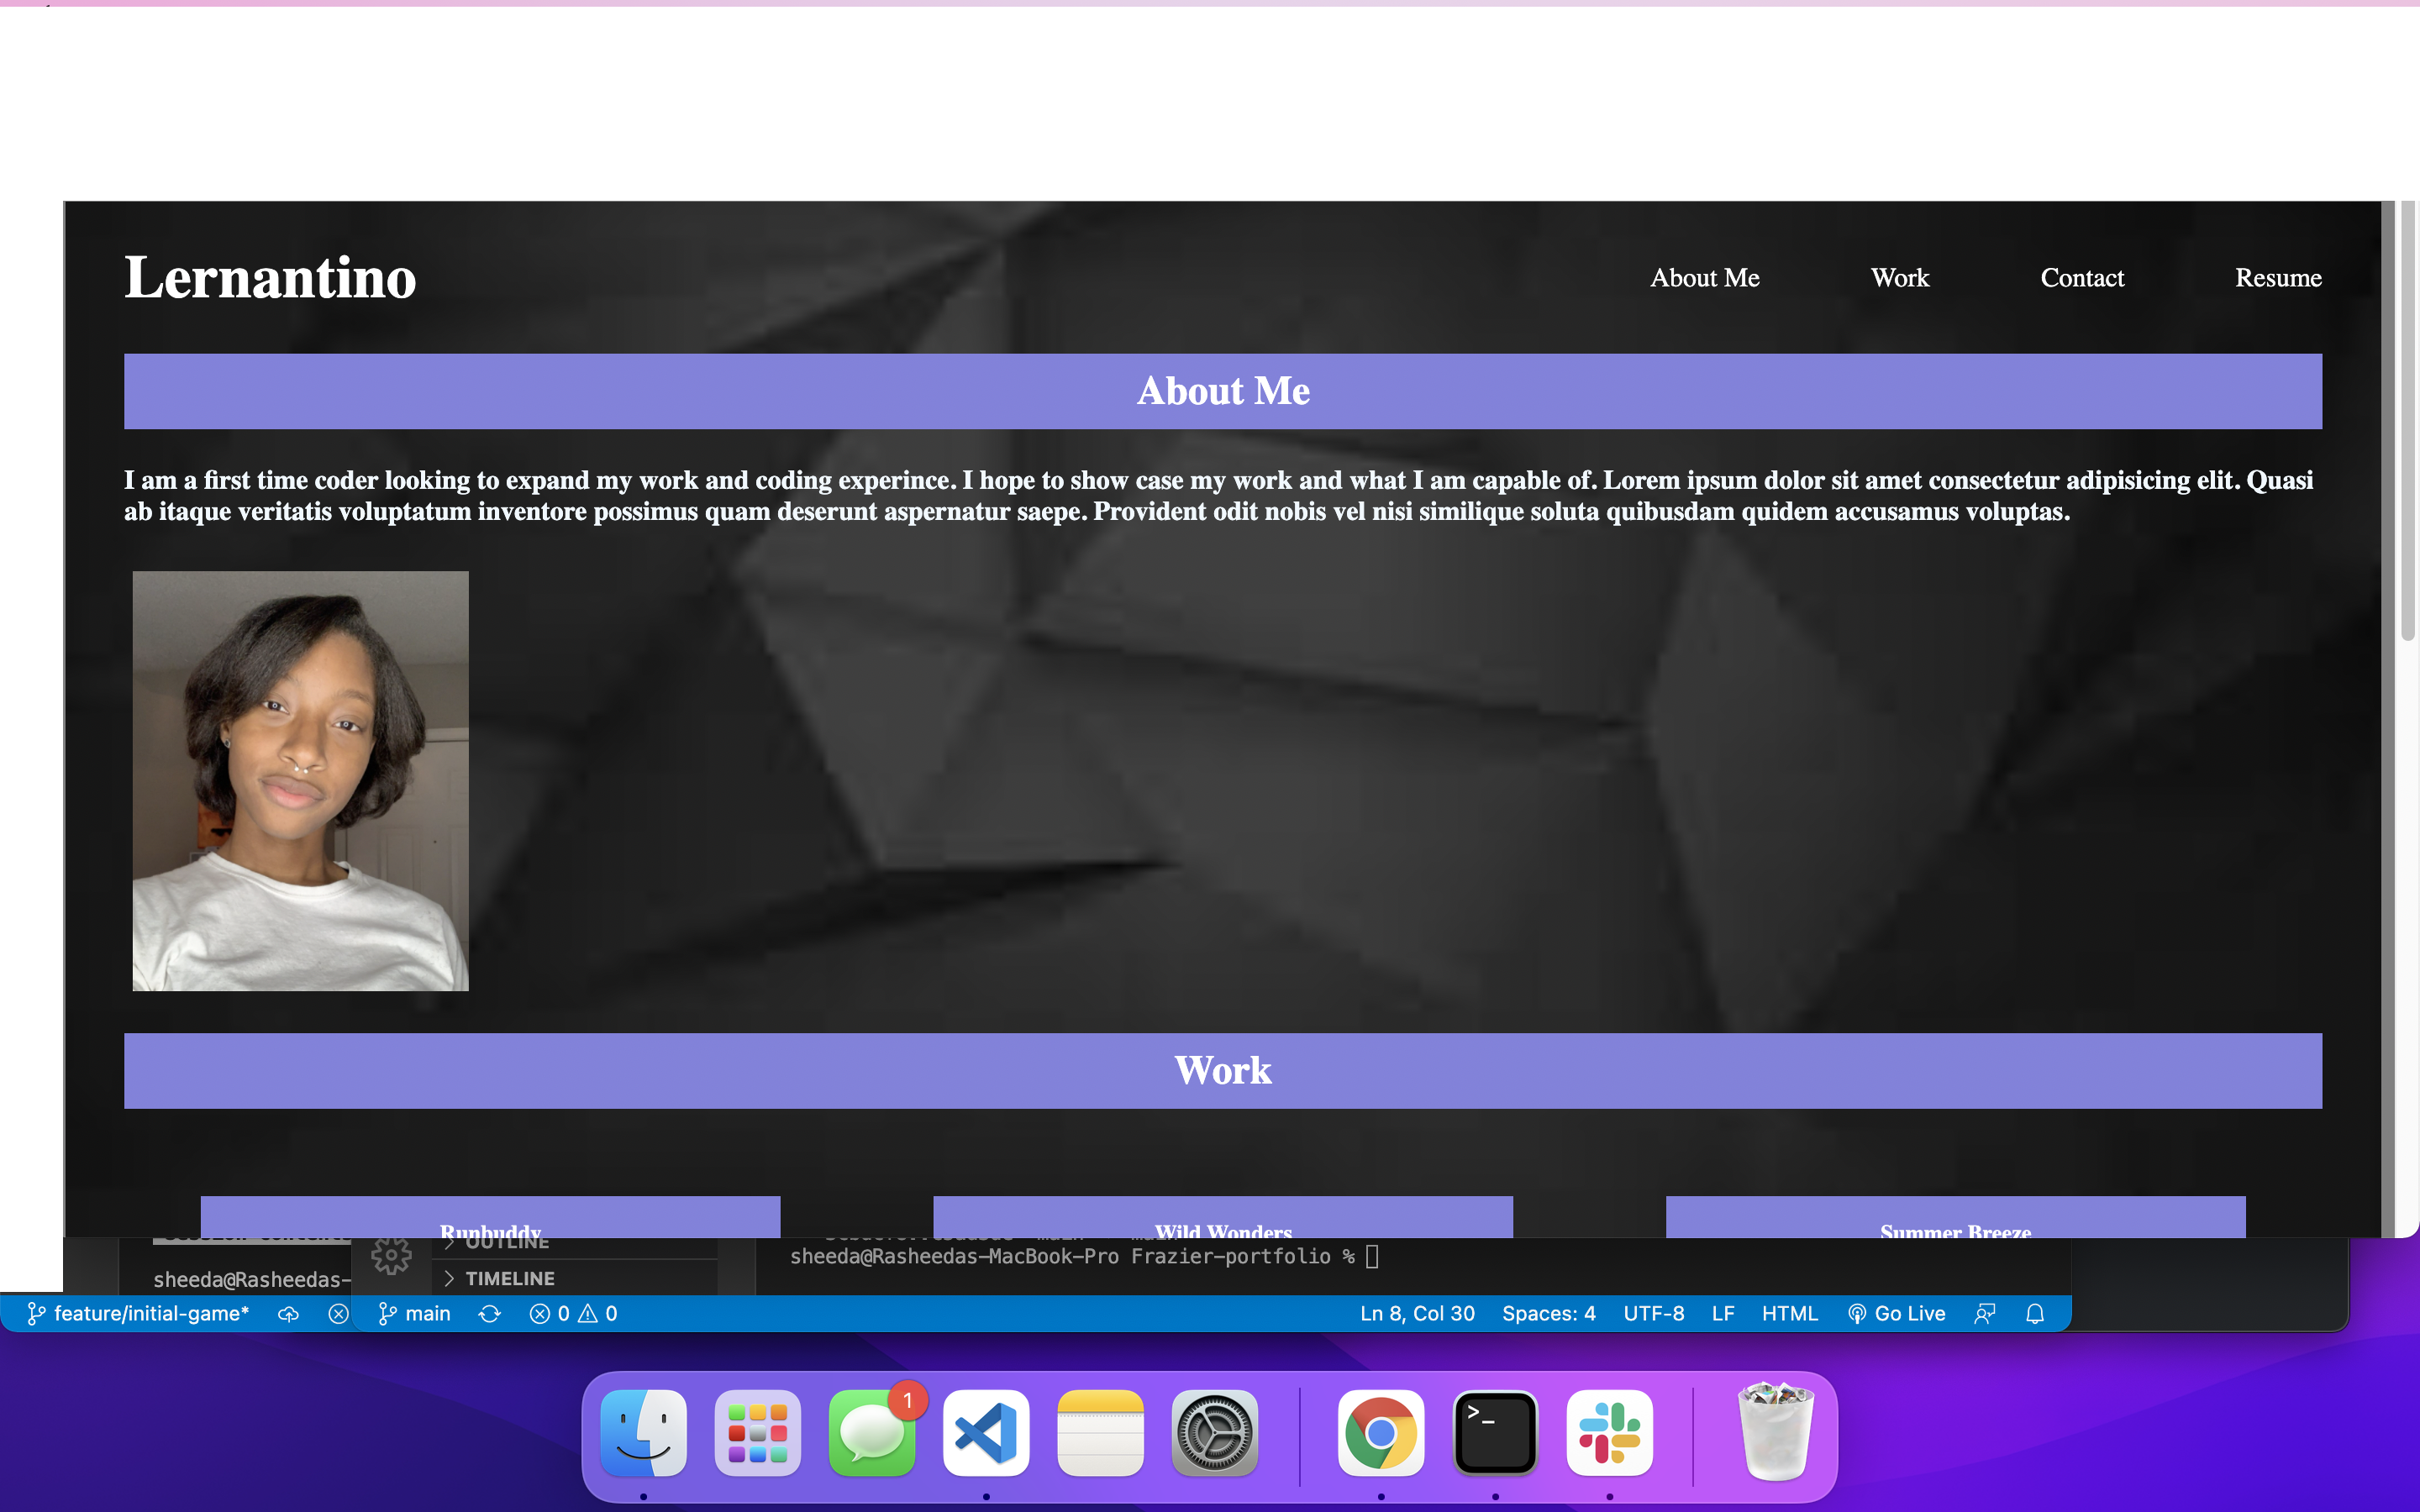 Lernantino
About Me Work Contact Resume
About Me
I am a first time coder looking to expand my work and coding experince. I hope to show case my work and what I am capable of. Lorem ipsum dolor sit amet consectetur adipisicing elit. Quasi
ab itaque veritatis voluptatum inventore possimus quam deserunt aspernatur saepe. Provident odit nobis vel nisi similique soluta quibusdam quidem accusamus voluptas.
Work
Runbuddy Wild Wonders Summer Breeze
OUTLINE
sheeda@Rasheedas-MacBook-Pro Frazier-portfolio %
sheeda@Rasheedas-
TIMELINE
feature/initial-game* main 0 0 Ln 8, Col 30 Spaces: 4 UTF-8 LF HTML Go Live
1
>_